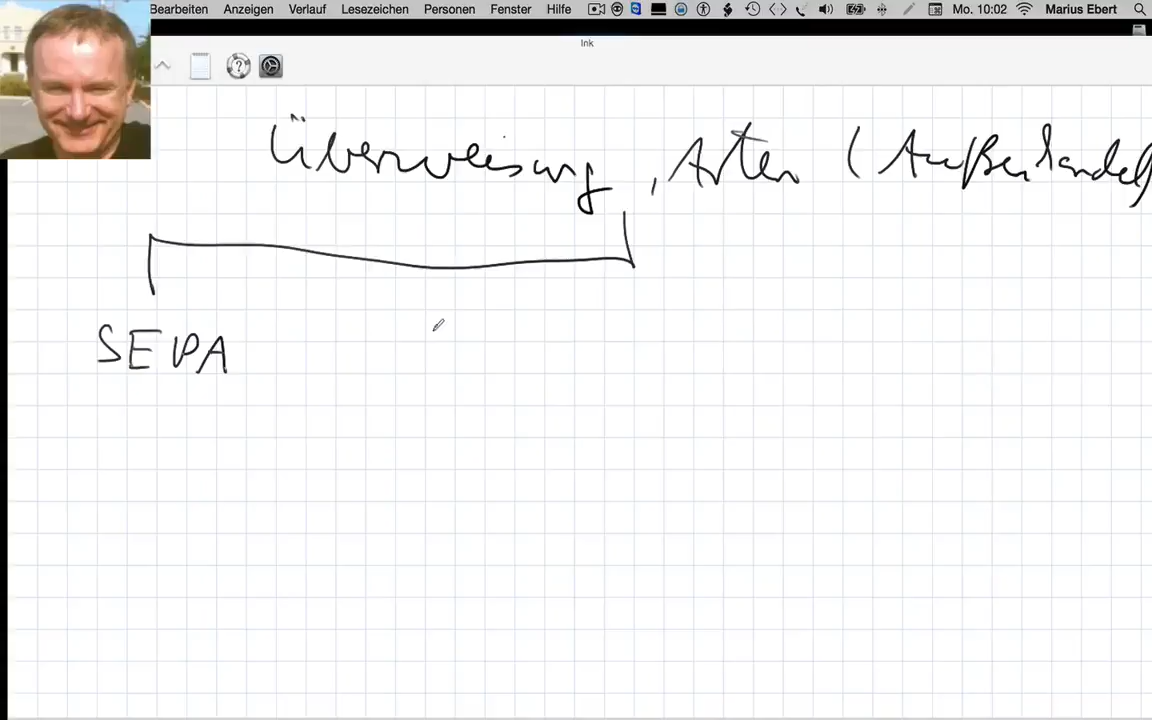 Bearbeiten Anzeigen Verlauf Lesezeichen Personen Fenster Hilfe Mo. 10:02 Marius Ebert
Ink
Überweisung, Arten (Außenhandel)
SEPA